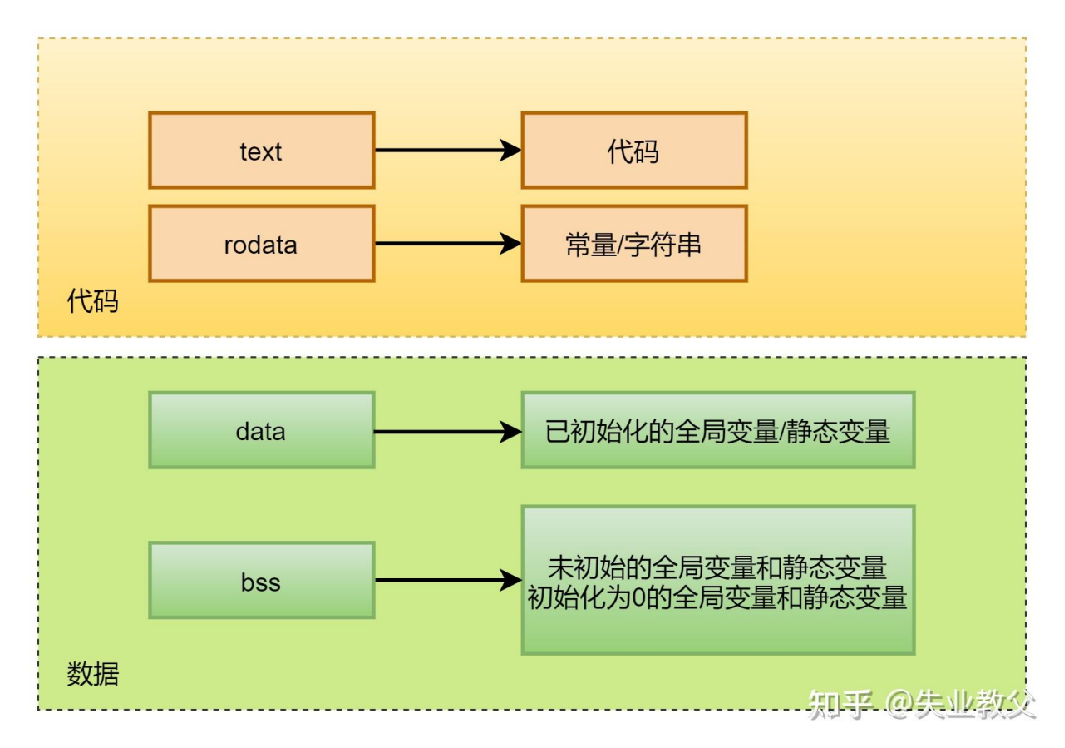 text
代码
rodata
常量/字符串
代码
data
已初始化的全局变量/静态变量
bss
未初始的全局变量和静态变量
初始化为0的全局变量和静态变量
数据
知乎 @失业教父